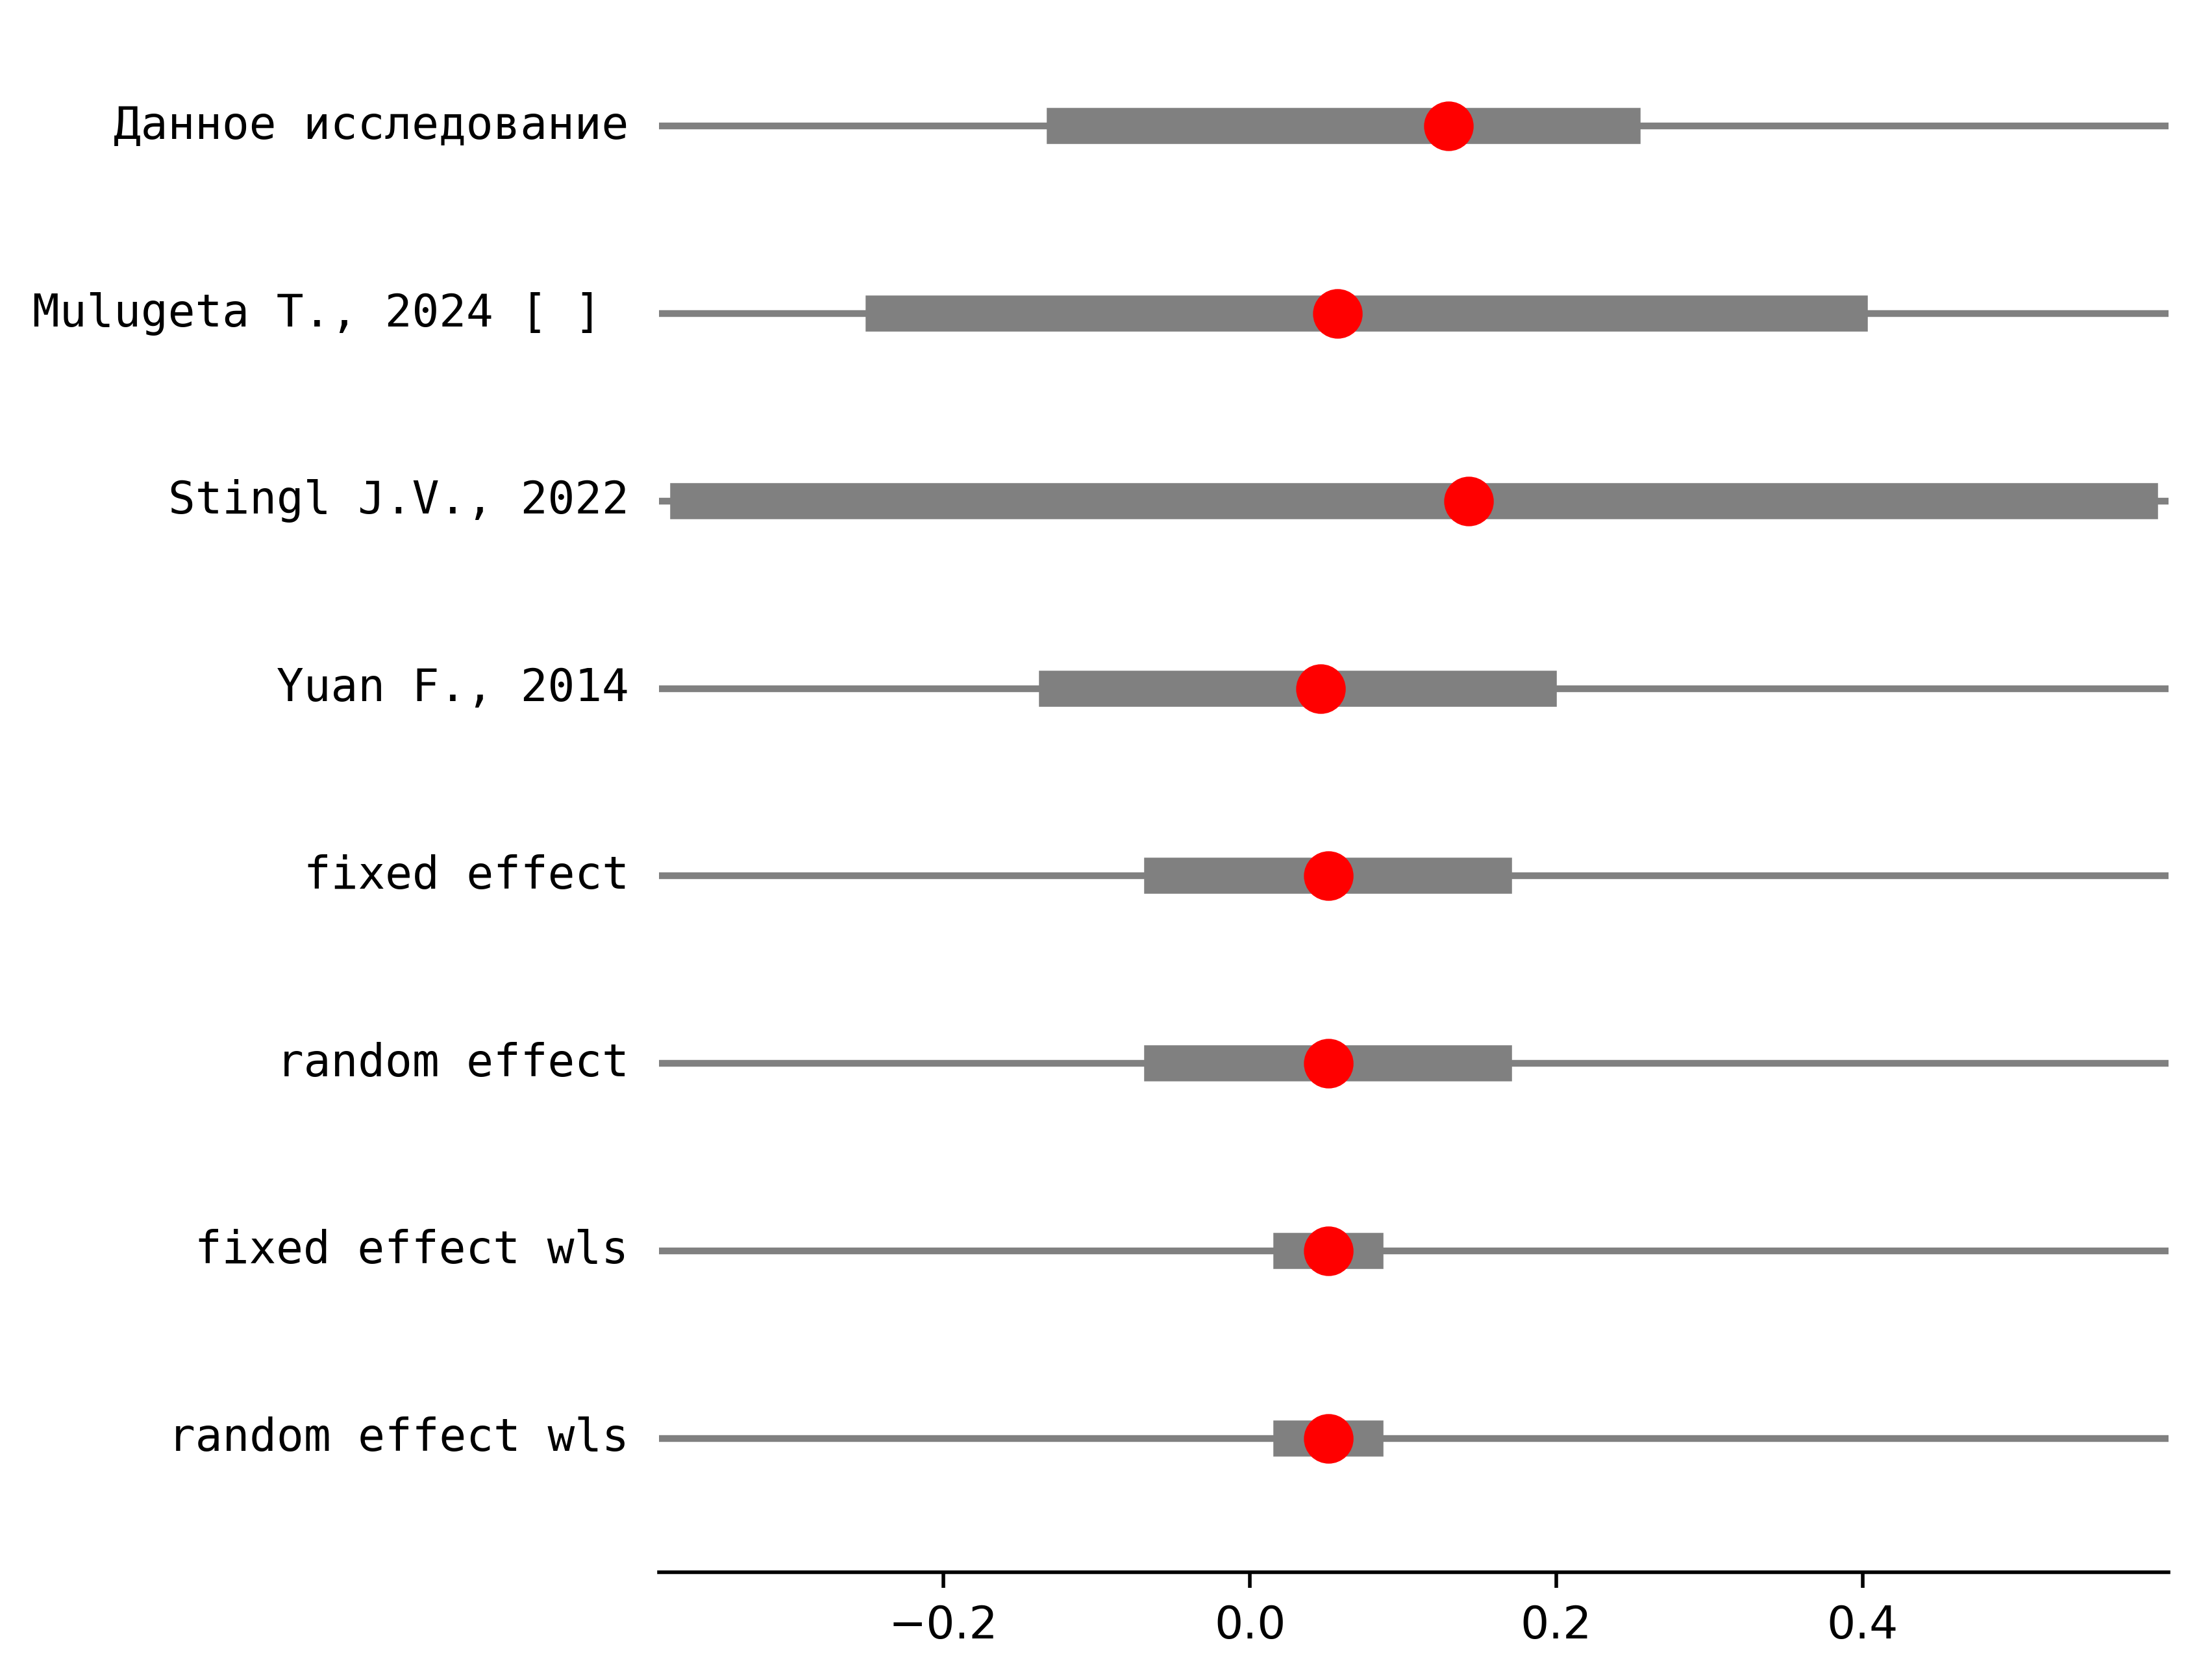 Данное исследование
Mulugeta T., 2024 [ ]
Stingl J.V., 2022
Yuan F., 2014
fixed effect
random effect
fixed effect wls
random effect wls
−0.2 0.0 0.2 0.4